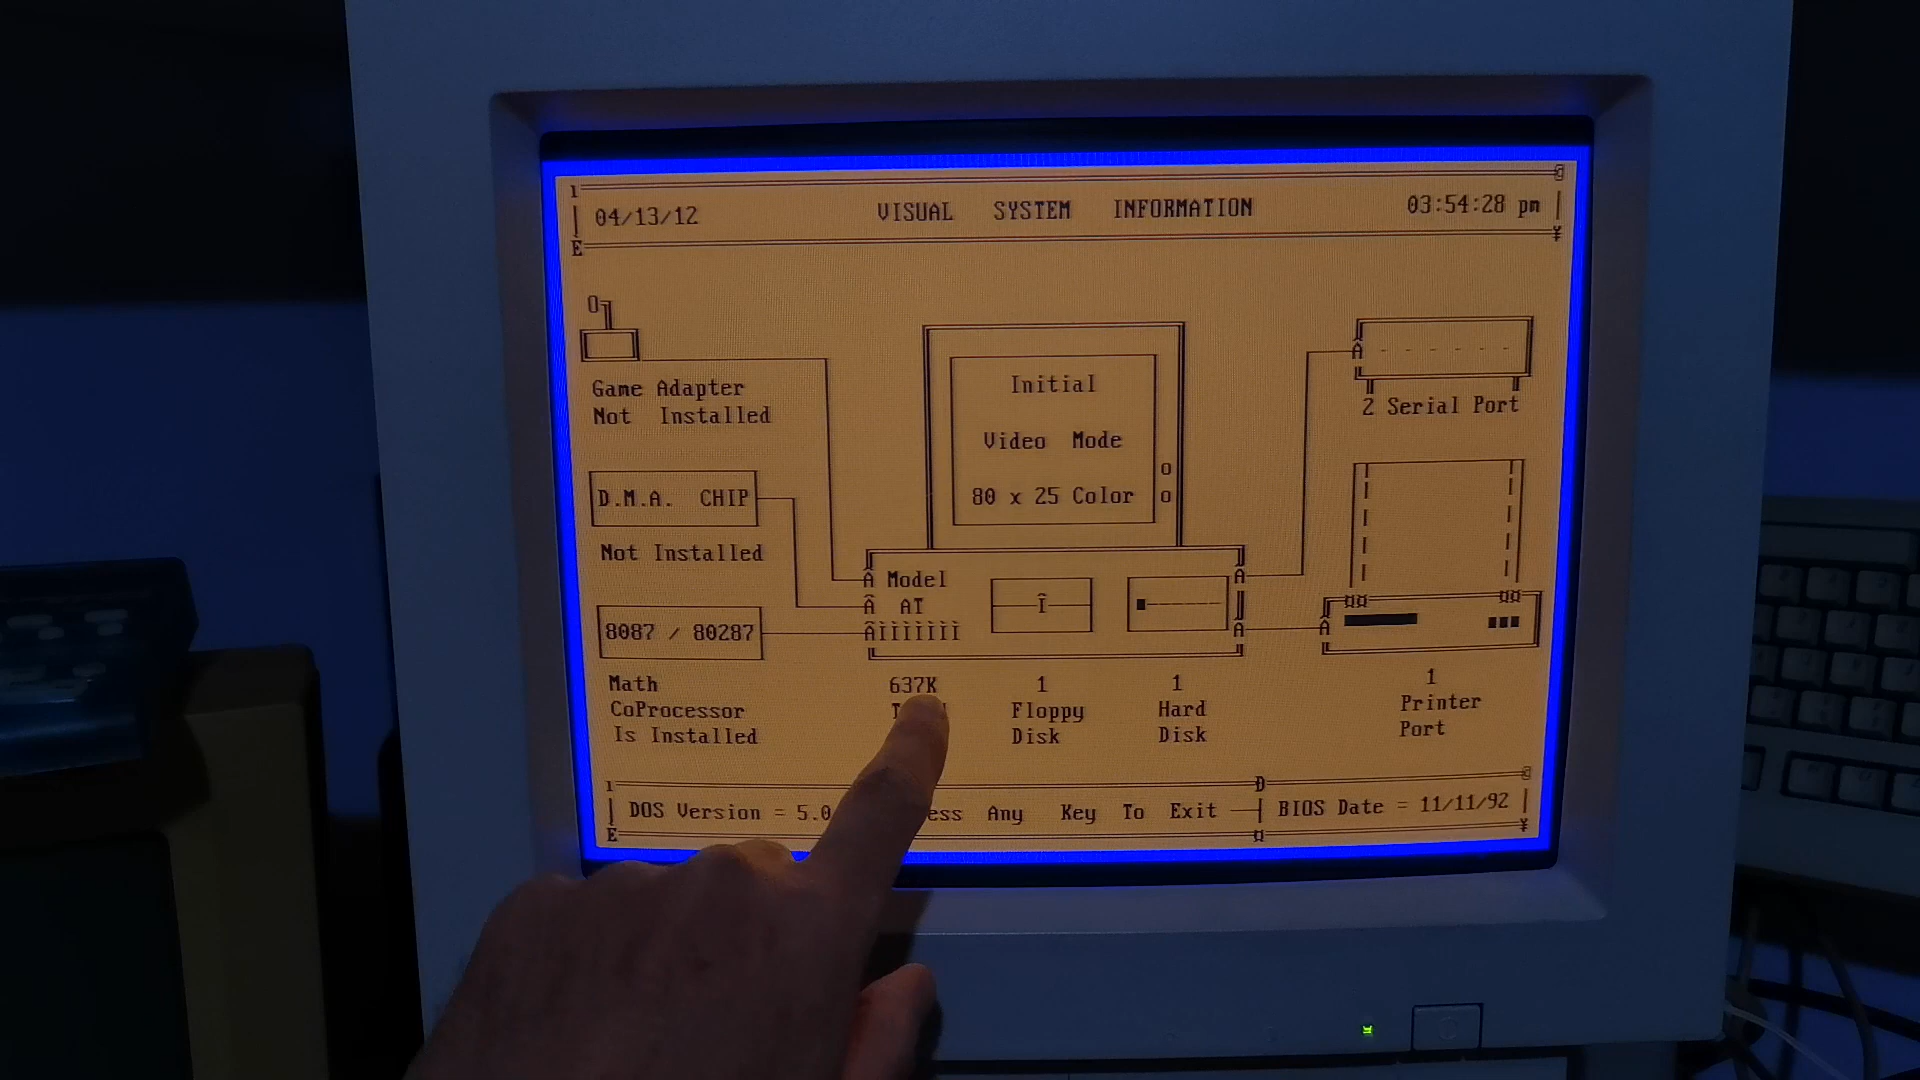 04/13/12 VISUAL SYSTEM INFORMATION 03:54:28 pm
Game Adapter
Not Installed
Initial
Video Mode
80 x 25 Color
2 Serial Port
D.M.A. CHIP
Not Installed
Model
AT
8087 / 80287
Math
CoProcessor
Is Installed
637K
1
Floppy
Disk
1
Hard
Disk
1
Printer
Port
DOS Version = 5.0 Any Key To Exit BIOS Date = 11/11/92